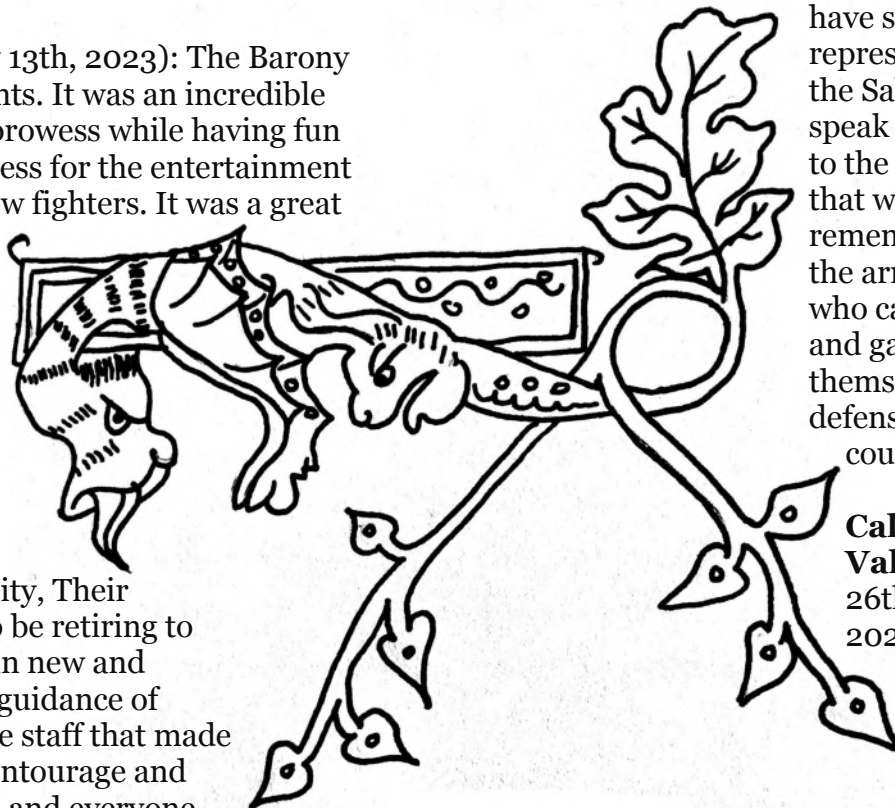 13th, 2023): The Barony
nts. It was an incredible
prowess while having fun
ess for the entertainment
w fighters. It was a great
ity, Their
o be retiring to
in new and
guidance of
e staff that made
entourage and
and everyone
have s
repres
the Sa
speak
to the
that w
remen
the arr
who ca
and ga
thems
defens
cou
Cal
Val
26th
202